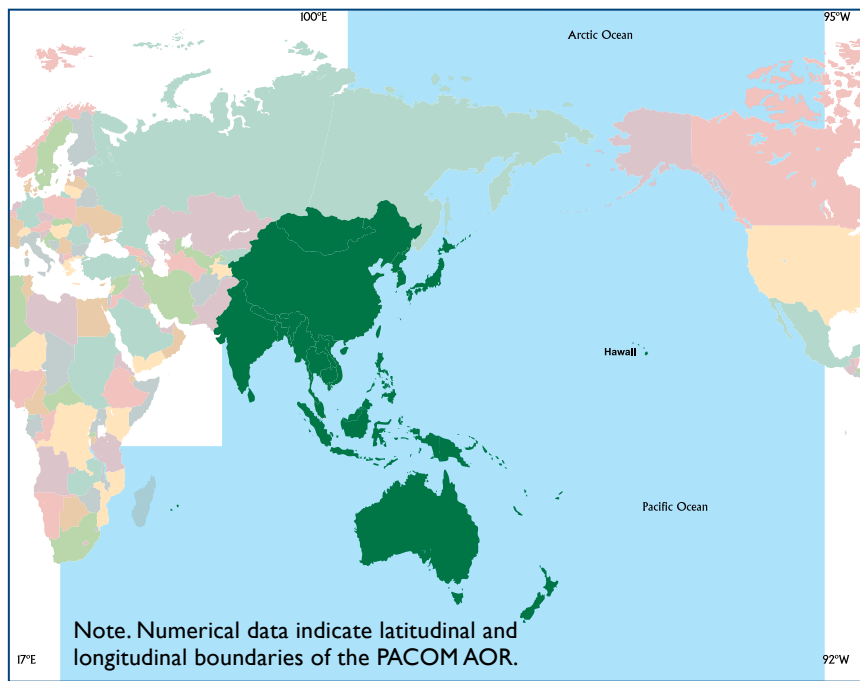 100°E
95°W
Arctic Ocean
Hawaii
Pacific Ocean
Note. Numerical data indicate latitudinal and
longitudinal boundaries of the PACOM AOR.
17°E
92°W